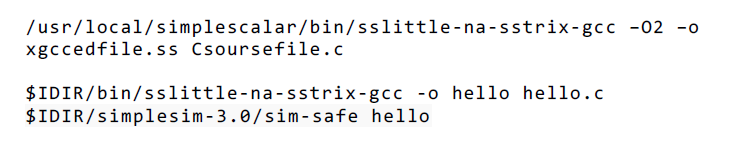 /usr/local/simplescalar/bin/sslittle-na-sstrix-gcc –O2 –o
xgccedfile.ss Csoursefile.c
$IDIR/bin/sslittle-na-sstrix-gcc -o hello hello.c
$IDIR/simplesim-3.0/sim-safe hello